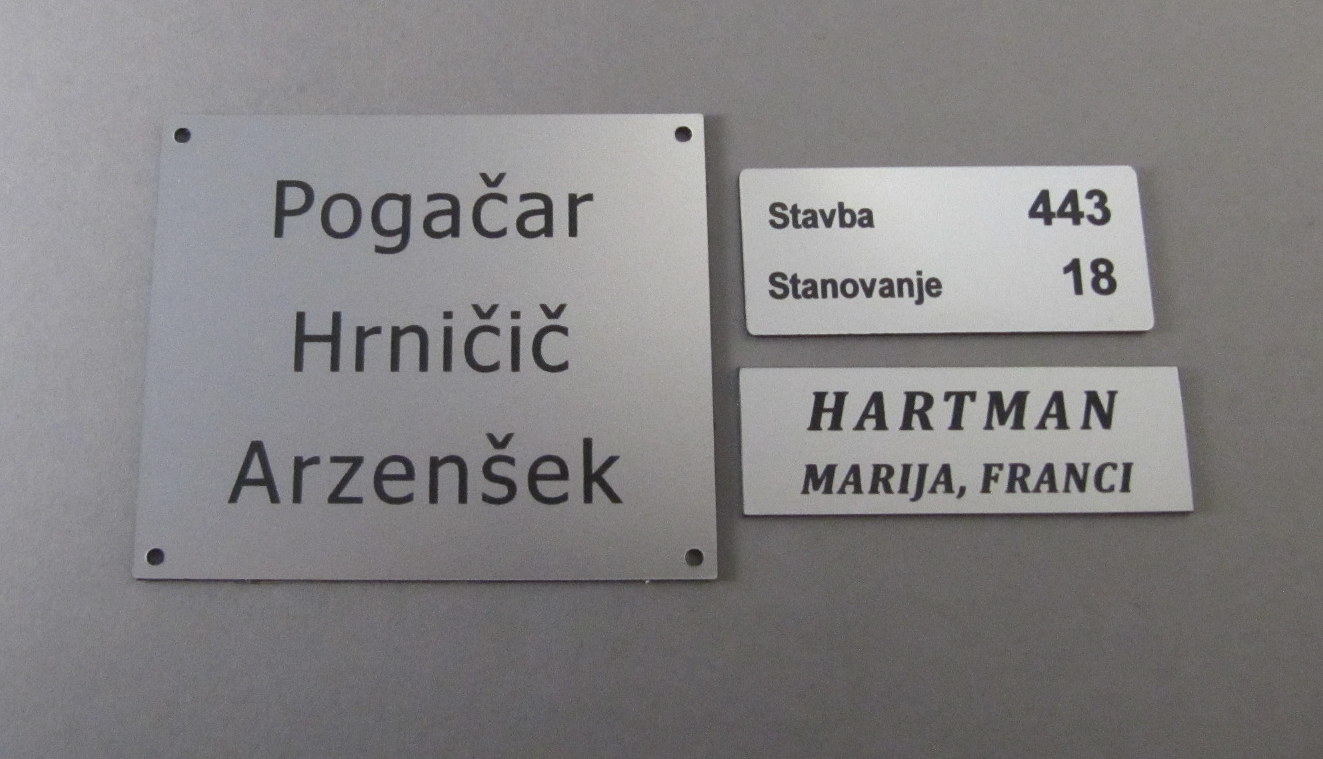 Pogačar
Hrničič
Arzenšek
Stavba 443
Stanovanje 18
HARTMAN
MARIJA, FRANCI